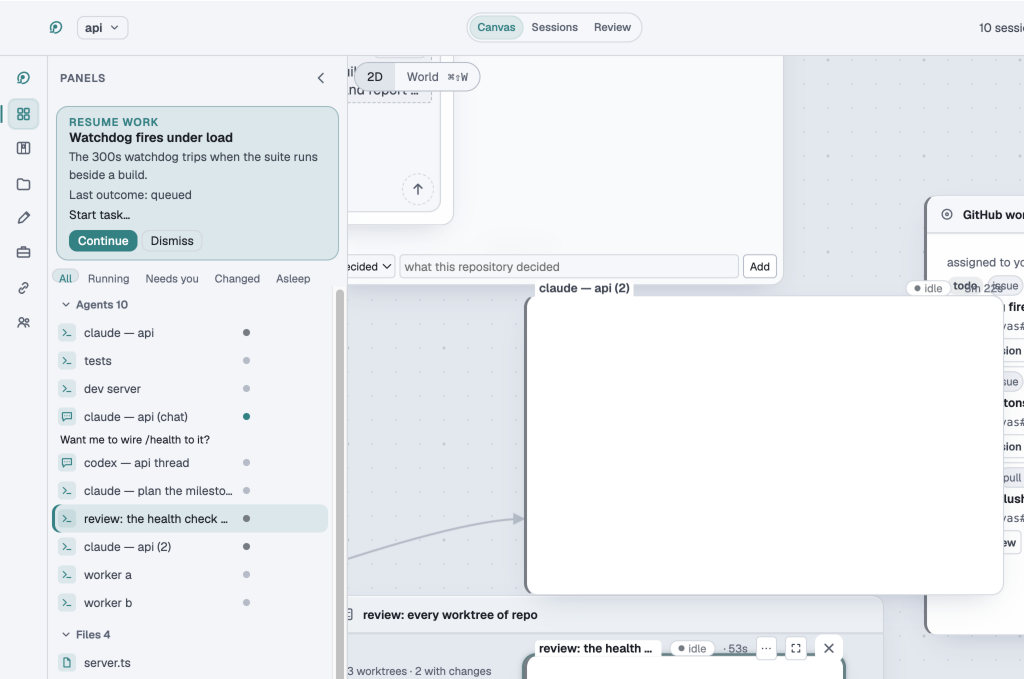 api
Canvas Sessions Review
10 sessi
PANELS
RESUME WORK
Watchdog fires under load
The 300s watchdog trips when the suite runs
beside a build.
Last outcome: queued
Start task…
Continue Dismiss
All Running Needs you Changed Asleep
Agents 10
claude — api
tests
dev server
claude — api (chat)
Want me to wire /health to it?
codex — api thread
claude — plan the milesto…
review: the health check …
claude — api (2)
worker a
worker b
Files 4
server.ts
2D World ⌘⇧W
and report …
ecided what this repository decided Add
claude — api (2)
idle
GitHub wor
assigned to yo
todo issue
review: every worktree of repo
3 worktrees · 2 with changes
review: the health … idle · 53s ···